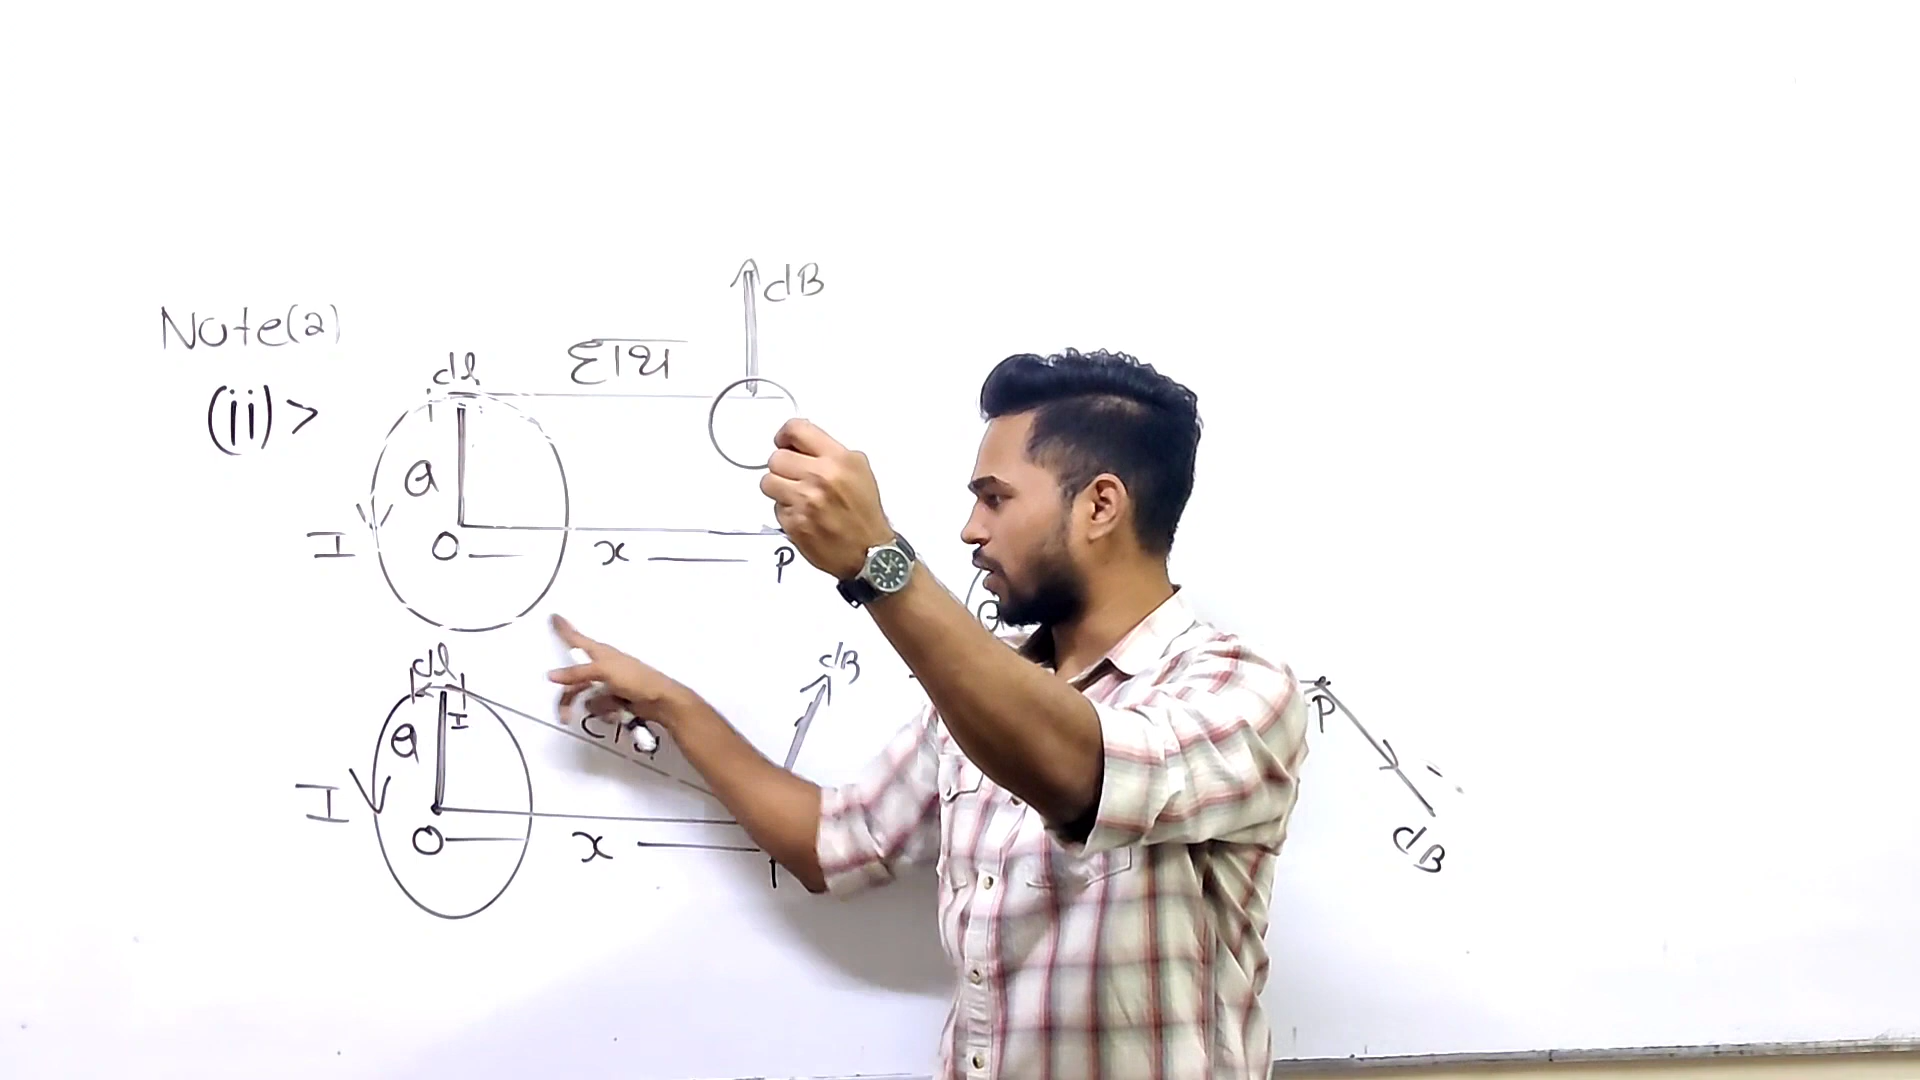 Note(2)
(ii)>
dl
हाथ
dB
a
I
O
x
P
dl
I
a
dB
I
O
x
a
P
dB